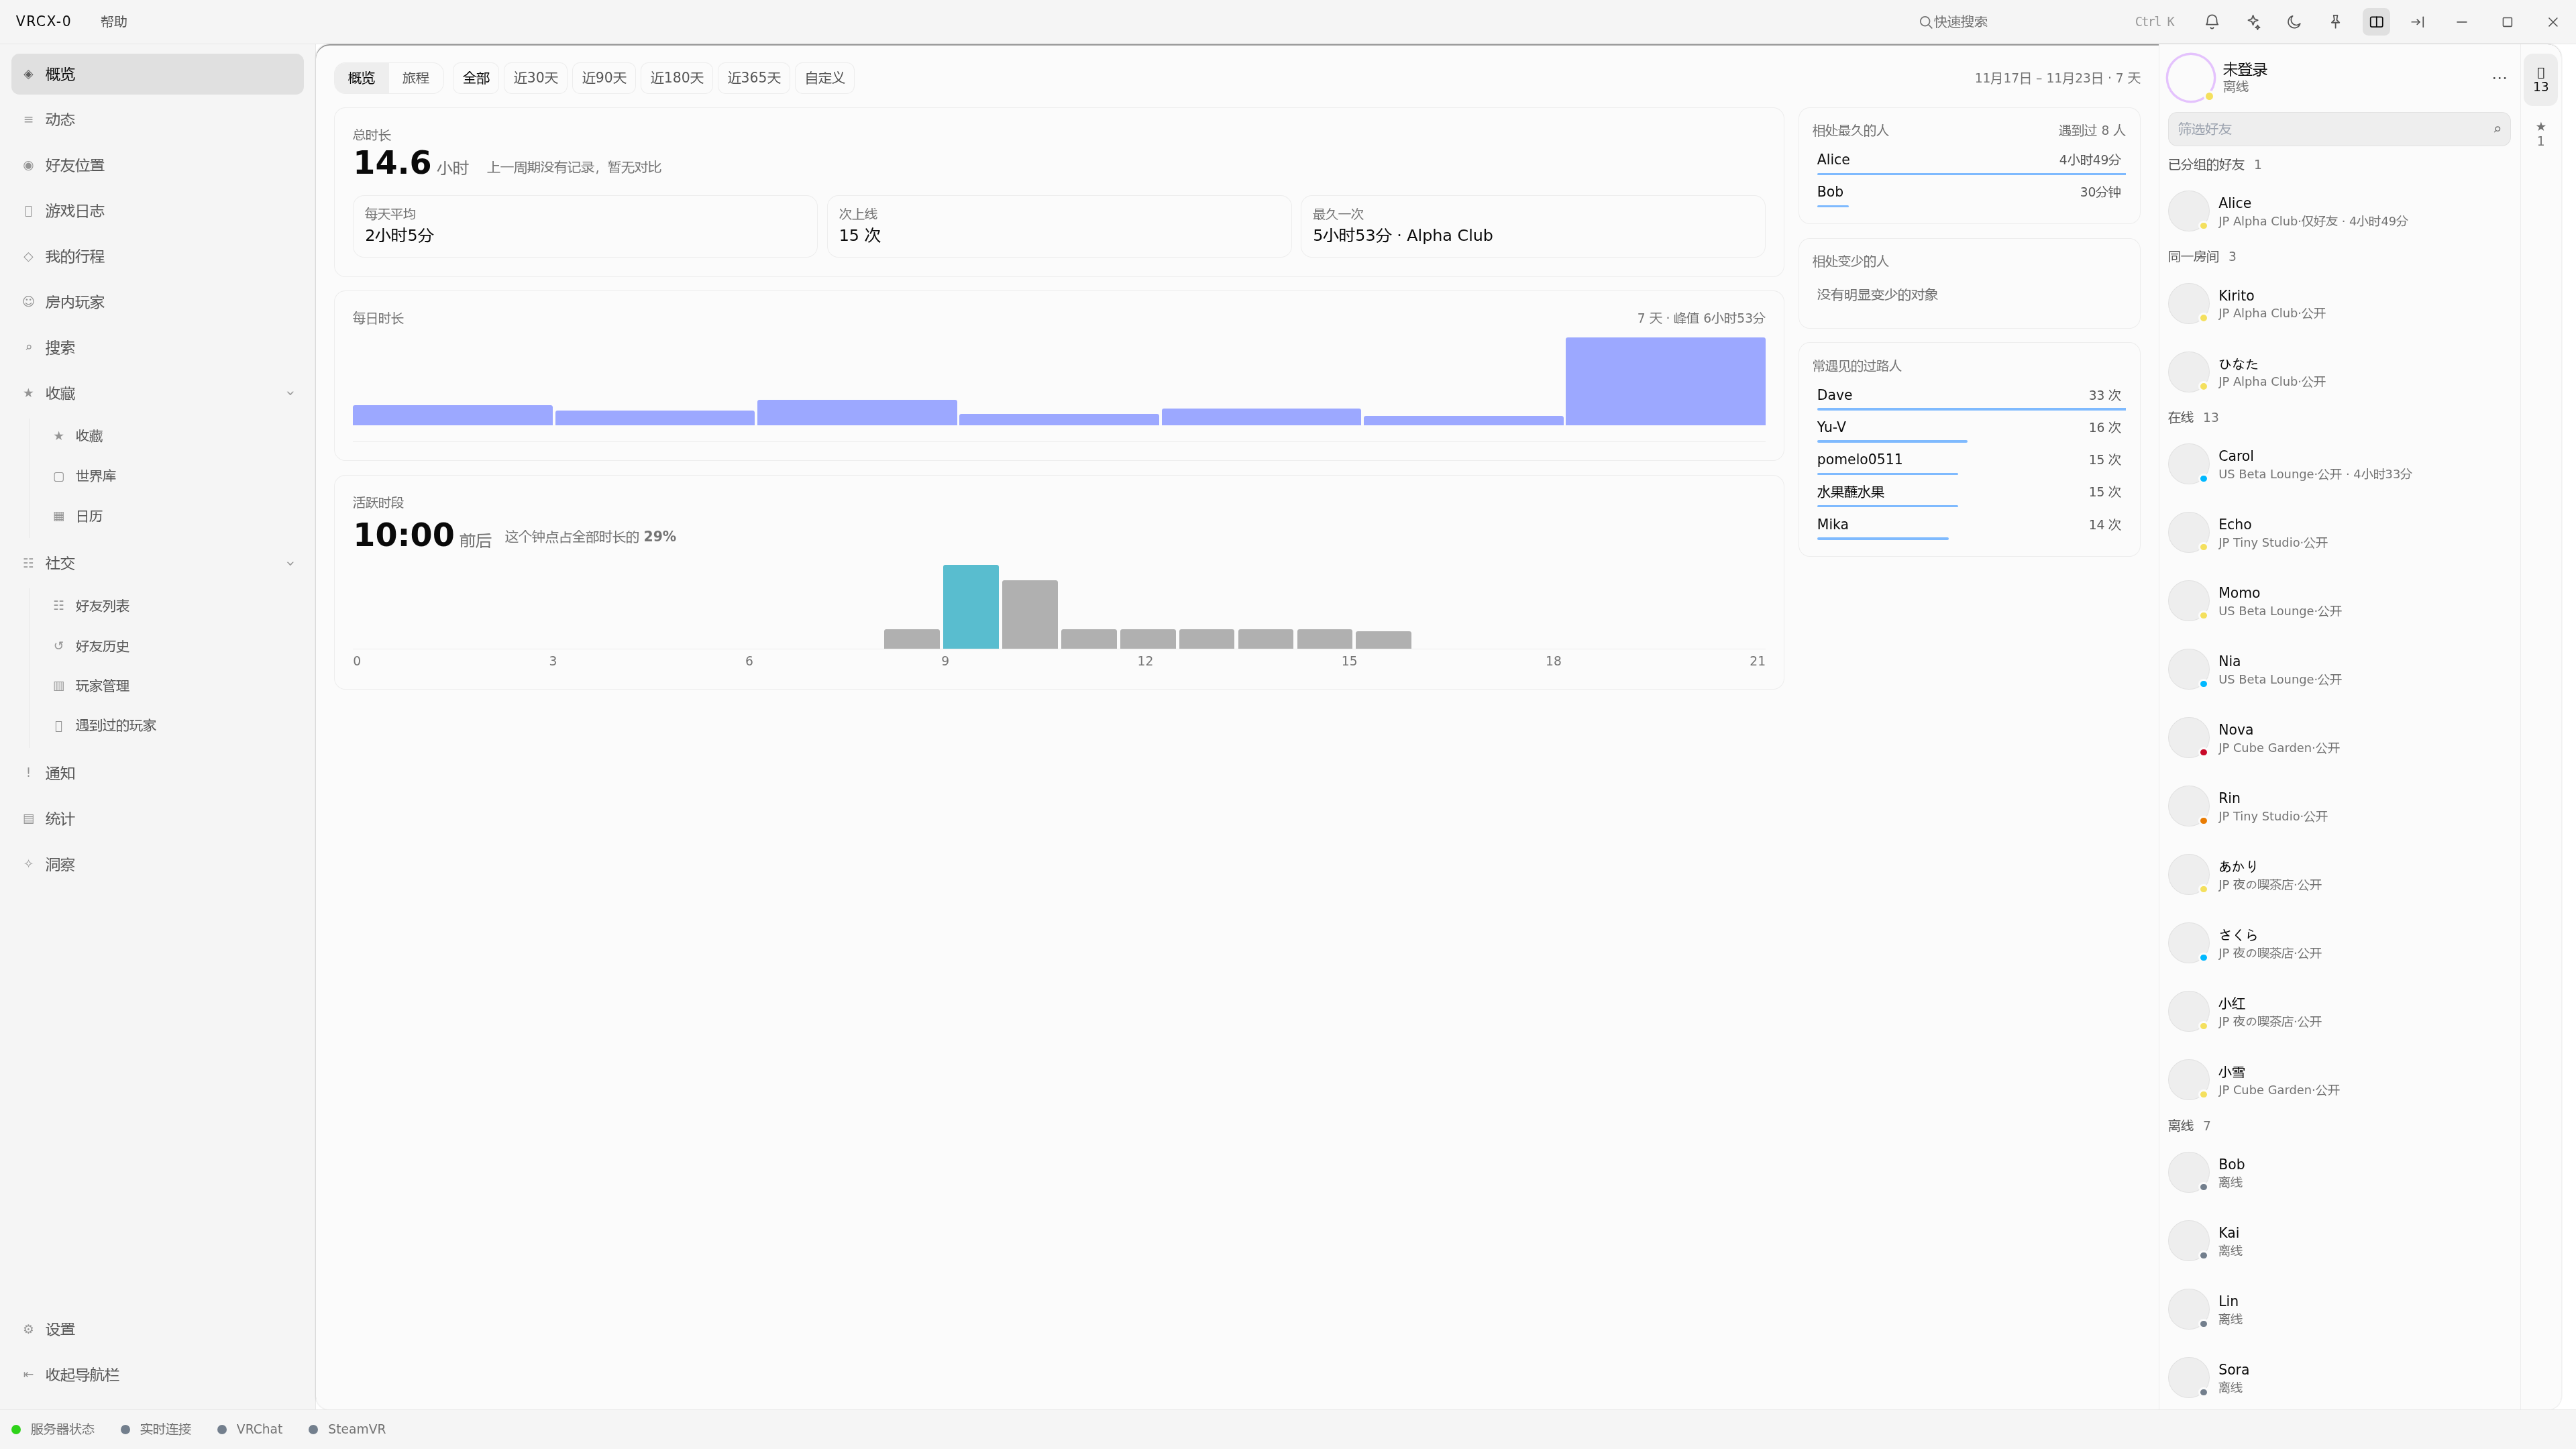 VRCX-0 帮助 快速搜索 Ctrl K
概览
动态
好友位置
游戏日志
我的行程
房内玩家
搜索
收藏
收藏
世界库
日历
社交
好友列表
好友历史
玩家管理
遇到过的玩家
通知
统计
洞察
设置
收起导航栏
概览 旅程 全部 近30天 近90天 近180天 近365天 自定义 11月17日 – 11月23日 · 7 天
总时长
14.6 小时 上一周期没有记录，暂无对比
每天平均
2小时5分
次上线
15 次
最久一次
5小时53分 · Alpha Club
每日时长 7 天 · 峰值 6小时53分
活跃时段
10:00 前后 这个钟点占全部时长的 29%
0 3 6 9 12 15 18 21
相处最久的人 遇到过 8 人
Alice 4小时49分
Bob 30分钟
相处变少的人
没有明显变少的对象
常遇见的过路人
Dave 33 次
Yu-V 16 次
pomelo0511 15 次
水果蘸水果 15 次
Mika 14 次
未登录
离线
...
筛选好友
已分组的好友 1
Alice
JP Alpha Club·仅好友 · 4小时49分
同一房间 3
Kirito
JP Alpha Club·公开
ひなた
JP Alpha Club·公开
在线 13
Carol
US Beta Lounge·公开 · 4小时33分
Echo
JP Tiny Studio·公开
Momo
US Beta Lounge·公开
Nia
US Beta Lounge·公开
Nova
JP Cube Garden·公开
Rin
JP Tiny Studio·公开
あかり
JP 夜の喫茶店·公开
さくら
JP 夜の喫茶店·公开
小红
JP 夜の喫茶店·公开
小雪
JP Cube Garden·公开
离线 7
Bob
离线
Kai
离线
Lin
离线
Sora
离线
13
1
服务器状态 实时连接 VRChat SteamVR